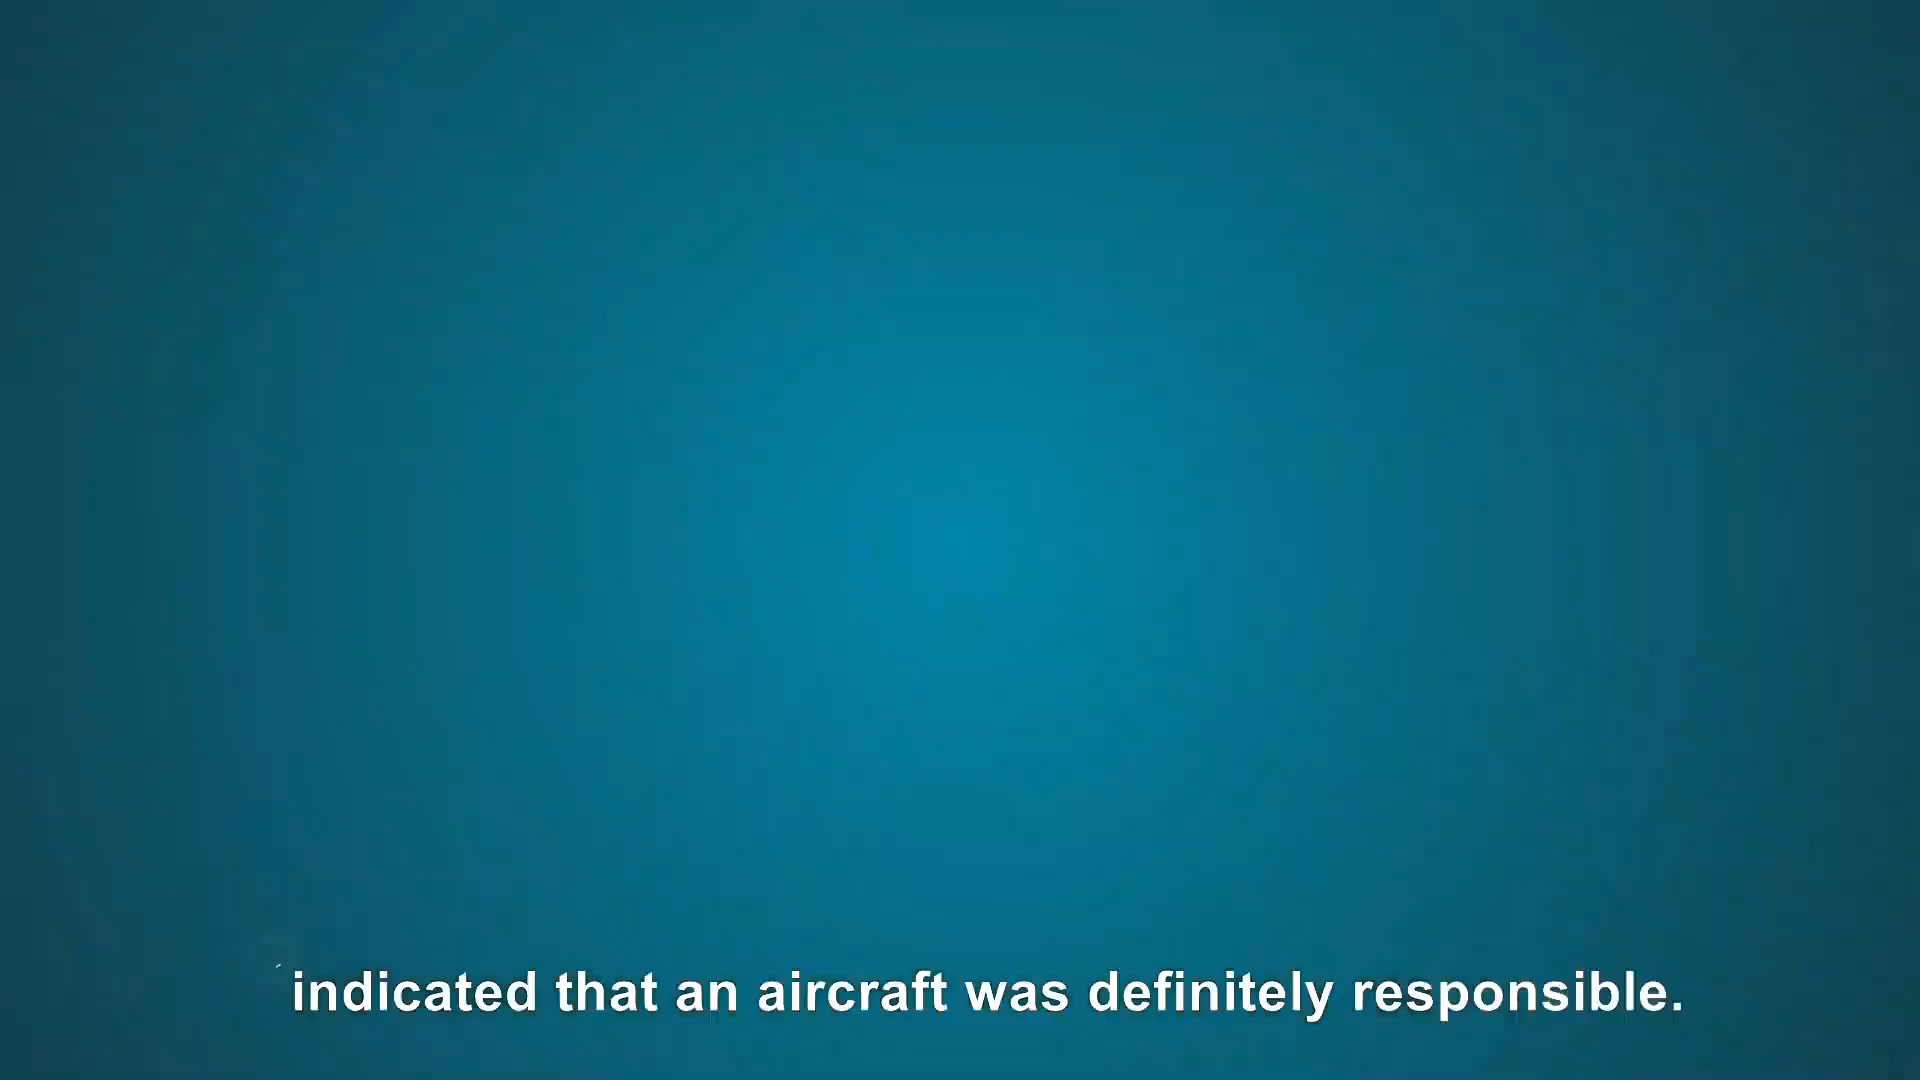 indicated that an aircraft was definitely responsible.